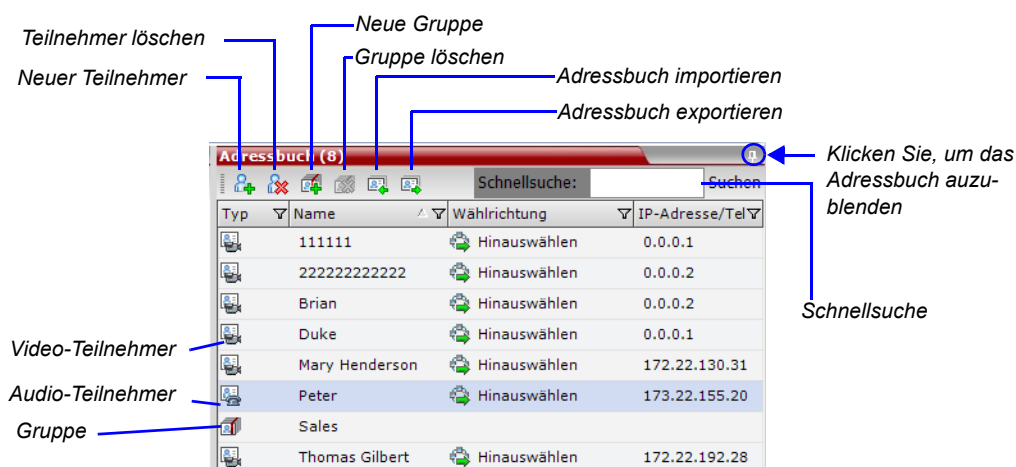 Neue Gruppe
Teilnehmer löschen
Gruppe löschen
Neuer Teilnehmer
Adressbuch importieren
Adressbuch exportieren
Adressbuch (8)
Klicken Sie, um das
Adressbuch auzu-
blenden
Schnellsuche: Suchen
Typ Name Wählrichtung IP-Adresse/Tel
111111 Hinauswählen 0.0.0.1
222222222222 Hinauswählen 0.0.0.2
Brian Hinauswählen 0.0.0.2
Schnellsuche
Duke Hinauswählen 0.0.0.1
Video-Teilnehmer
Mary Henderson Hinauswählen 172.22.130.31
Audio-Teilnehmer
Peter Hinauswählen 173.22.155.20
Gruppe
Sales
Thomas Gilbert Hinauswählen 172.22.192.28